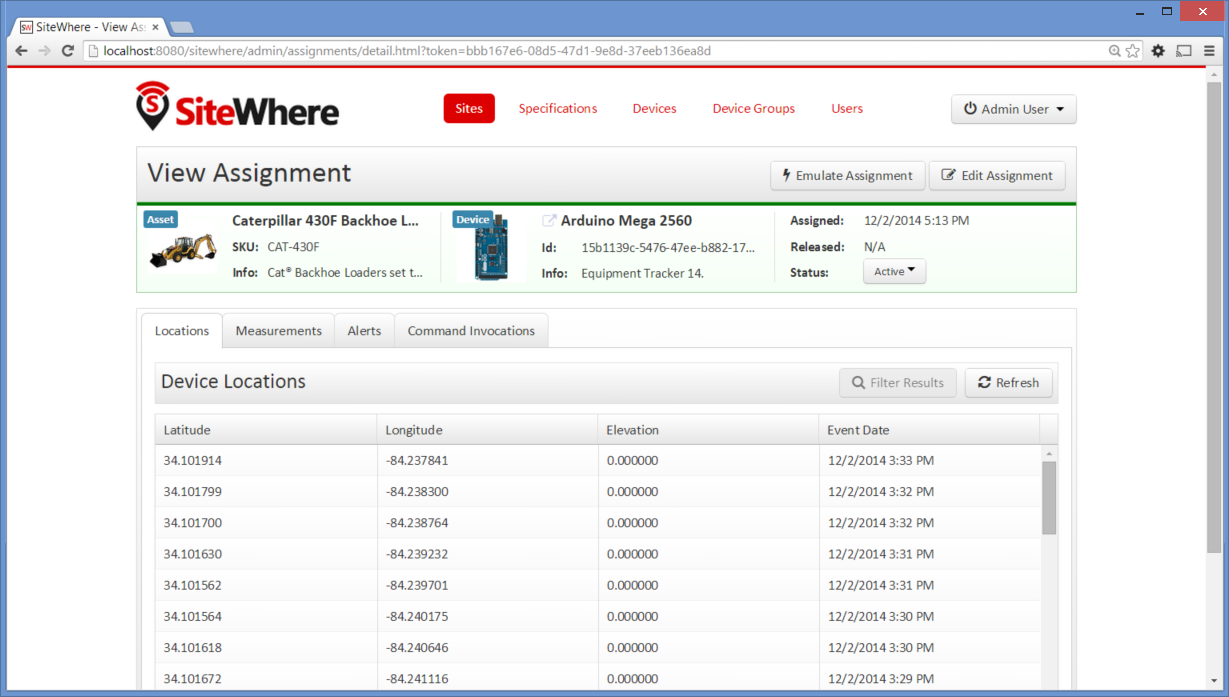 SW SiteWhere - View As
localhost:8080/sitewhere/admin/assignments/detail.html?token=bbb167e6-08d5-47d1-9e8d-37eeb136ea8d
S SiteWhere Sites Specifications Devices Device Groups Users Admin User
View Assignment Emulate Assignment Edit Assignment
Asset Caterpillar 430F Backhoe L... Device Arduino Mega 2560 Assigned: 12/2/2014 5:13 PM
SKU: CAT-430F Id: 15b1139c-5476-47ee-b882-17... Released: N/A
Info: Cat® Backhoe Loaders set t... Info: Equipment Tracker 14. Status: Active
Locations Measurements Alerts Command Invocations
Device Locations Filter Results Refresh
Latitude Longitude Elevation Event Date
34.101914 -84.237841 0.000000 12/2/2014 3:33 PM
34.101799 -84.238300 0.000000 12/2/2014 3:32 PM
34.101700 -84.238764 0.000000 12/2/2014 3:32 PM
34.101630 -84.239232 0.000000 12/2/2014 3:31 PM
34.101562 -84.239701 0.000000 12/2/2014 3:31 PM
34.101564 -84.240175 0.000000 12/2/2014 3:30 PM
34.101618 -84.240646 0.000000 12/2/2014 3:30 PM
34.101672 -84.241116 0.000000 12/2/2014 3:29 PM